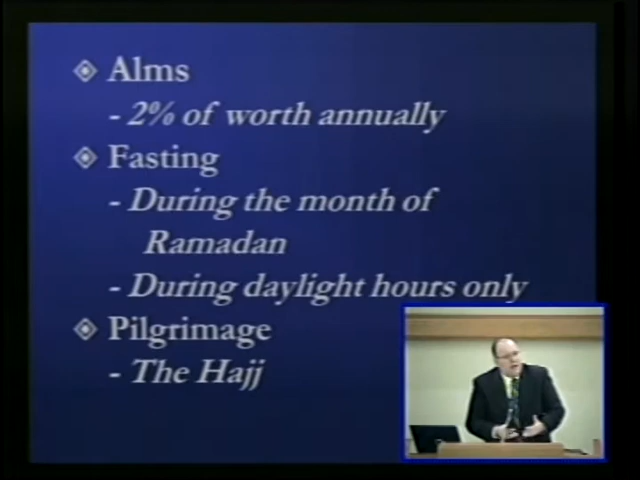 Alms
- 2% of worth annually
Fasting
- During the month of
Ramadan
- During daylight hours only
Pilgrimage
- The Hajj